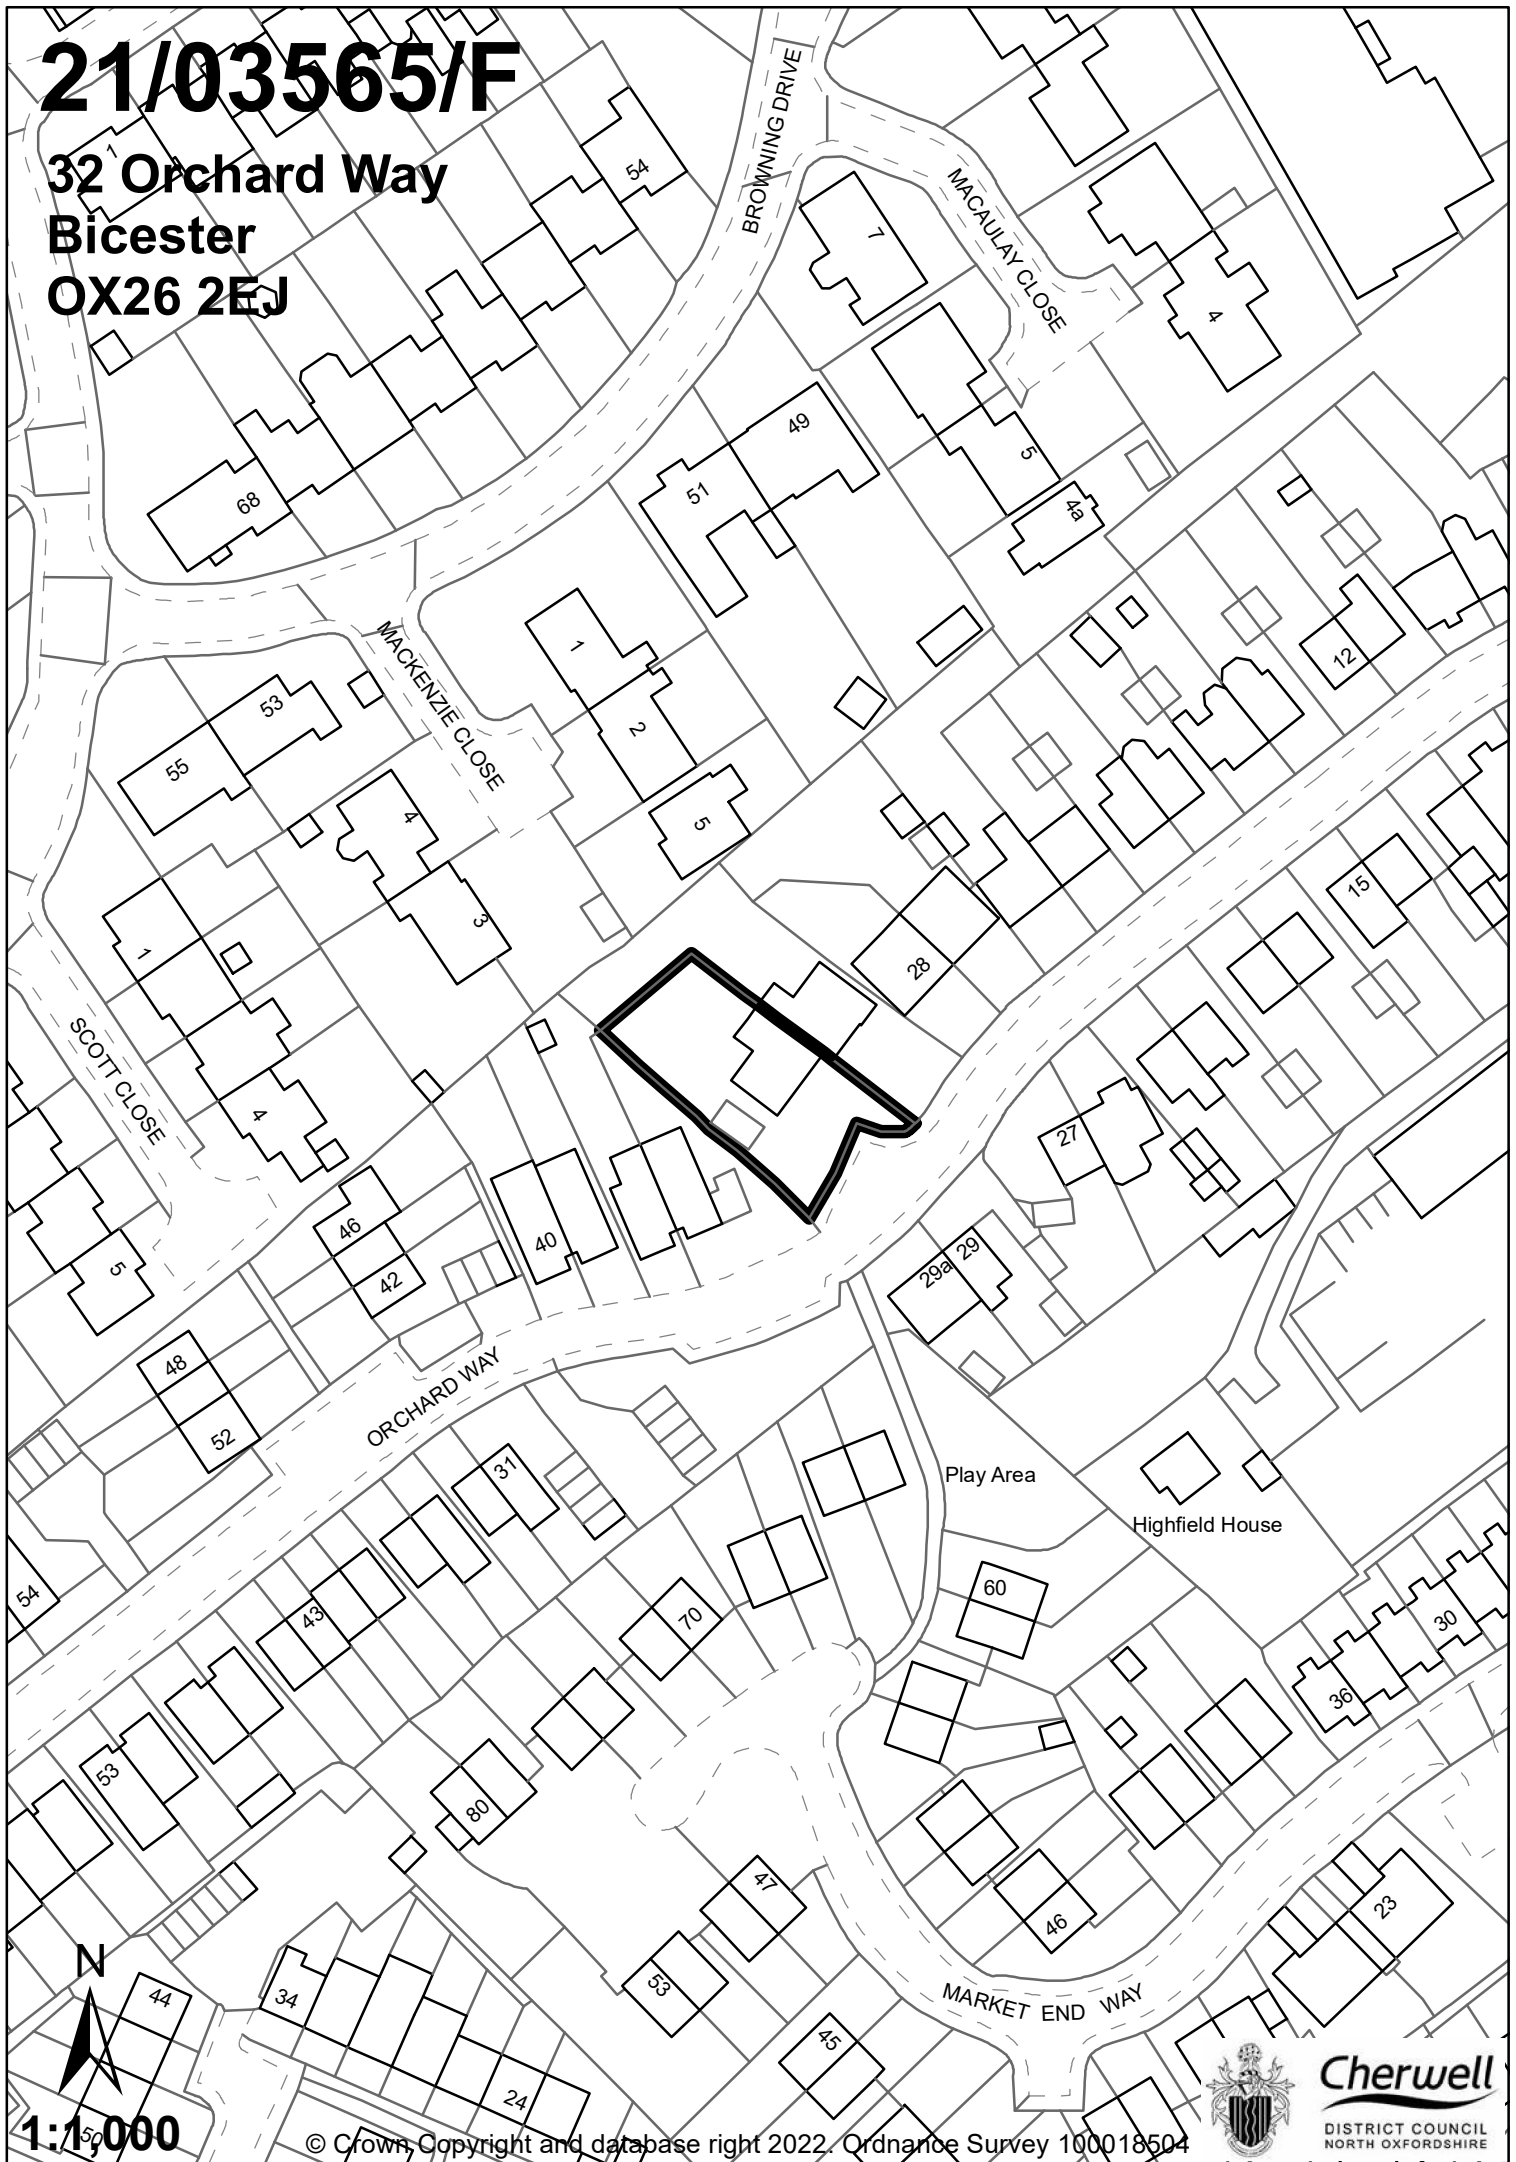 21/03565/F
32 Orchard Way
Bicester
OX26 2EJ
1
54
BROWNING DRIVE
MACAULAY CLOSE
7
4
49
51
5
4a
68
MACKENZIE CLOSE
1
2
12
53
55
4
5
15
3
1
28
SCOTT CLOSE
4
27
46
40
42
29a
29
5
48
52
ORCHARD WAY
31
Play Area
Highfield House
54
43
60
70
30
36
53
80
47
46
23
53
N
44
34
MARKET END WAY
45
24
50
1:1,000
© Crown Copyright and database right 2022. Ordnance Survey 100018504
Cherwell
DISTRICT COUNCIL
NORTH OXFORDSHIRE